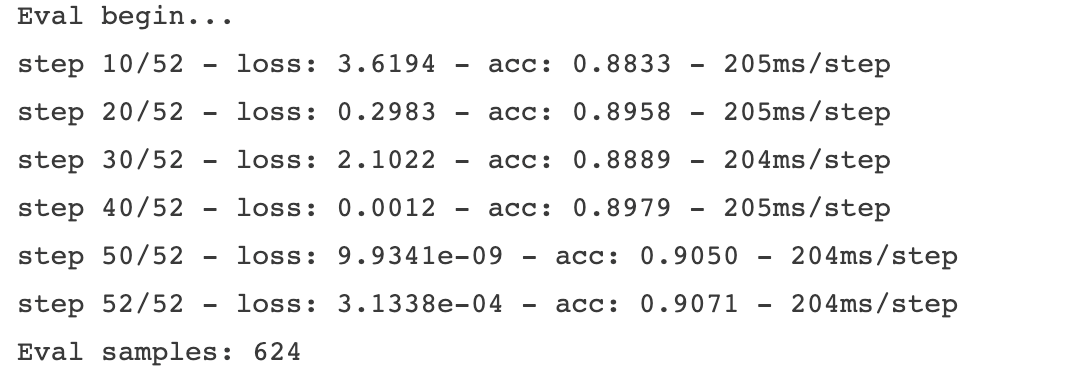 Eval begin...
step 10/52 - loss: 3.6194 - acc: 0.8833 - 205ms/step
step 20/52 - loss: 0.2983 - acc: 0.8958 - 205ms/step
step 30/52 - loss: 2.1022 - acc: 0.8889 - 204ms/step
step 40/52 - loss: 0.0012 - acc: 0.8979 - 205ms/step
step 50/52 - loss: 9.9341e-09 - acc: 0.9050 - 204ms/step
step 52/52 - loss: 3.1338e-04 - acc: 0.9071 - 204ms/step
Eval samples: 624